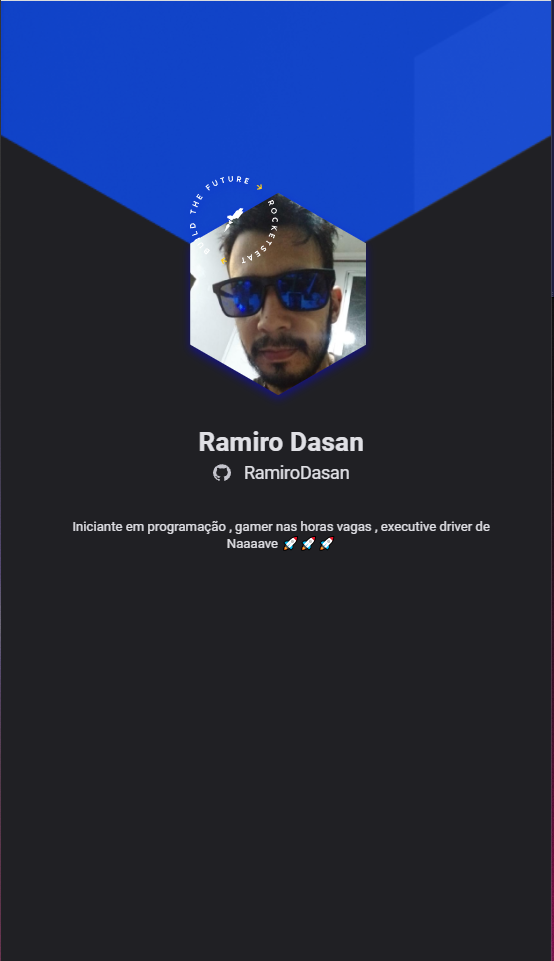 BUILD THE FUTURE
ROCKETSEAT
Ramiro Dasan
RamiroDasan
Iniciante em programação , gamer nas horas vagas , executive driver de
Naaaave 🚀 🚀 🚀